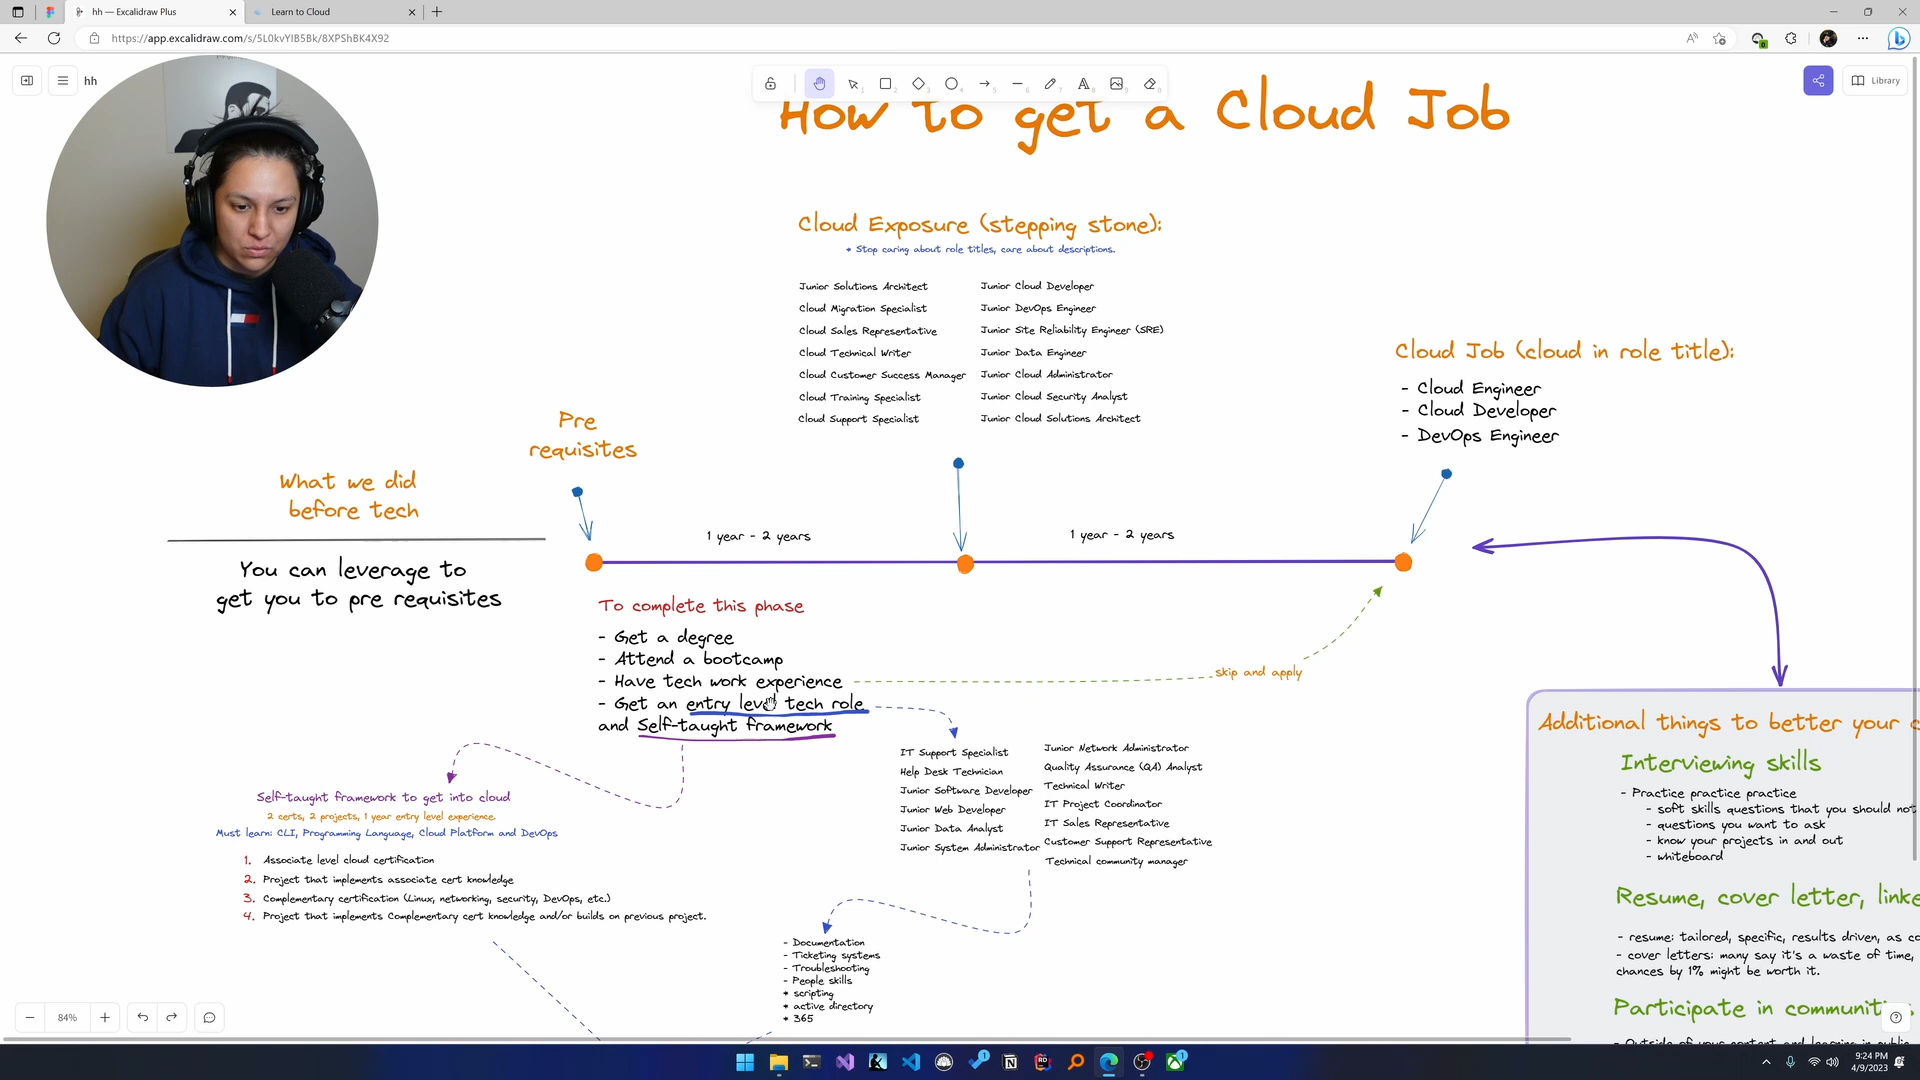 hh — Excalidraw Plus
Learn to Cloud
https://app.excalidraw.com/s/5L0kvYIB5Bk/8XPShBK4X92
hh
Library
How to get a Cloud Job
Cloud Exposure (stepping stone):
* Stop caring about role titles, care about descriptions.
Junior Solutions Architect
Cloud Migration Specialist
Cloud Sales Representative
Cloud Technical Writer
Cloud Customer Success Manager
Cloud Training Specialist
Cloud Support Specialist
Junior Cloud Developer
Junior DevOps Engineer
Junior Site Reliability Engineer (SRE)
Junior Data Engineer
Junior Cloud Administrator
Junior Cloud Security Analyst
Junior Cloud Solutions Architect
Cloud Job (cloud in role title):
- Cloud Engineer
- Cloud Developer
- DevOps Engineer
Pre
requisites
What we did
before tech
You can leverage to
get you to pre requisites
1 year - 2 years
1 year - 2 years
To complete this phase
- Get a degree
- Attend a bootcamp
- Have tech work experience
- Get an entry level tech role
and Self-taught framework
skip and apply
IT Support Specialist
Help Desk Technician
Junior Software Developer
Junior Web Developer
Junior Data Analyst
Junior System Administrator
Junior Network Administrator
Quality Assurance (QA) Analyst
Technical Writer
IT Project Coordinator
IT Sales Representative
Customer Support Representative
Technical community manager
Self-taught framework to get into cloud
2 certs, 2 projects, 1 year entry level experience.
Must learn: CLI, Programming Language, Cloud Platform and DevOps
1. Associate level cloud certification
2. Project that implements associate cert knowledge
3. Complementary certification (Linux, networking, security, DevOps, etc.)
4. Project that implements Complementary cert knowledge and/or builds on previous project.
- Documentation
- Ticketing systems
- Troubleshooting
- People skills
* scripting
* active directory
* 365
Additional things to better your c
Interviewing skills
- Practice practice practice
- soft skills questions that you should not
- questions you want to ask
- know your projects in and out
- whiteboard
Resume, cover letter, linke
- resume: tailored, specific, results driven, as co
- cover letters: many say it's a waste of time,
chances by 1% might be worth it.
Participate in communiti
84%
9:24 PM
4/9/2023